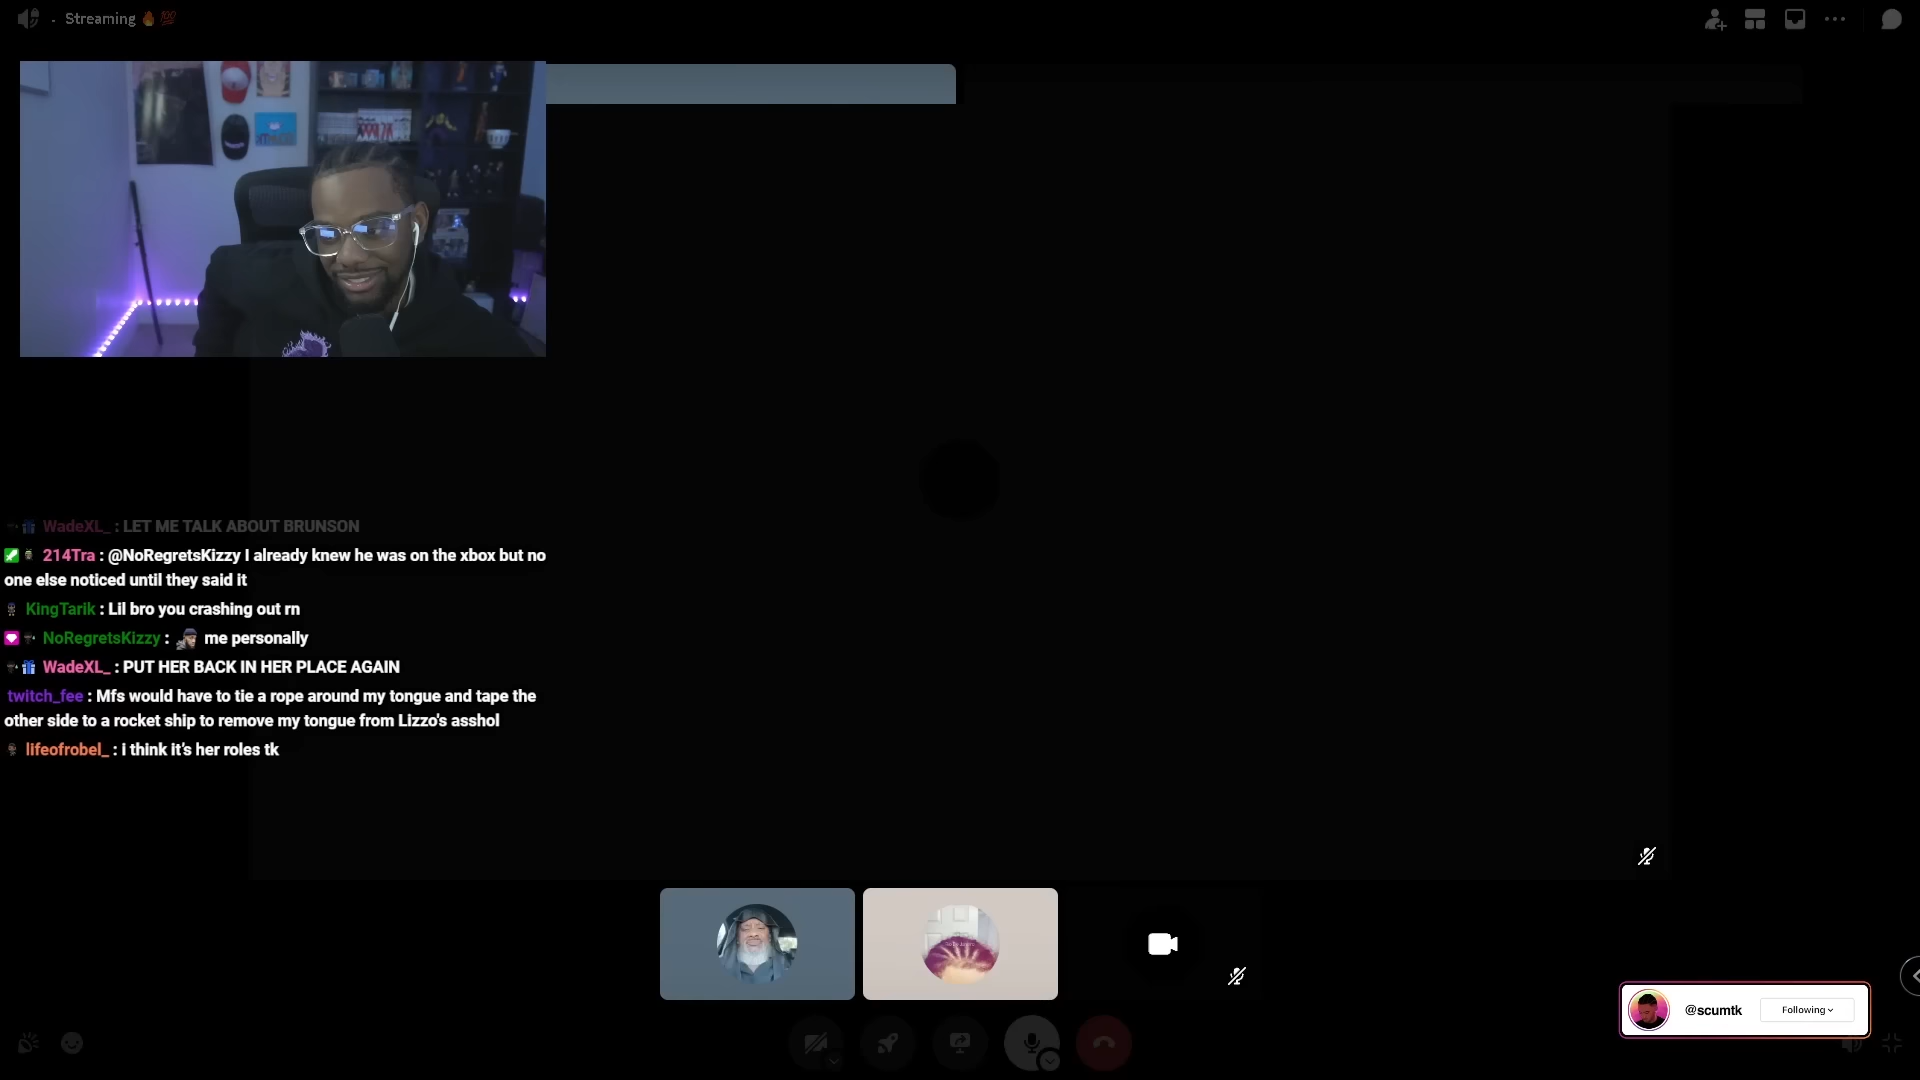 - Streaming 🔥 💯
WadeXL_ : LET ME TALK ABOUT BRUNSON
214Tra : @NoRegretsKizzy I already knew he was on the xbox but no
one else noticed until they said it
KingTarik : Lil bro you crashing out rn
NoRegretsKizzy : me personally
WadeXL_ : PUT HER BACK IN HER PLACE AGAIN
twitch_fee : Mfs would have to tie a rope around my tongue and tape the
other side to a rocket ship to remove my tongue from Lizzo's asshol
lifeofrobel_ : i think it's her roles tk
@scumtk
Following